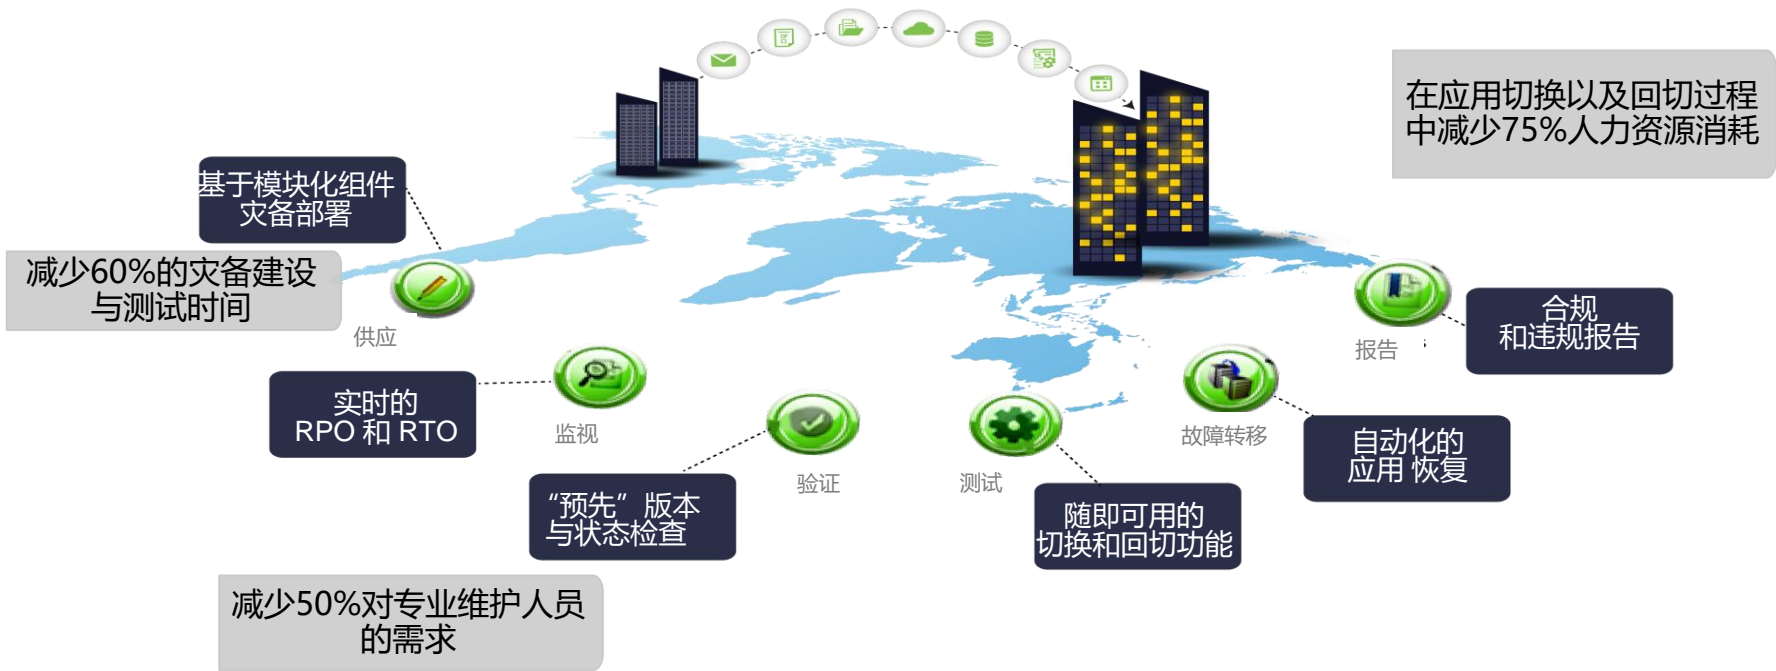 在应用切换以及回切过程
中减少75%人力资源消耗
基于模块化组件
灾备部署
减少60%的灾备建设
与测试时间
供应
实时的
RPO 和 RTO
监视
“预先”版本
与状态检查
验证
测试
随即可用的
切换和回切功能
故障转移
自动化的
应用 恢复
报告
合规
和违规报告
减少50%对专业维护人员
的需求